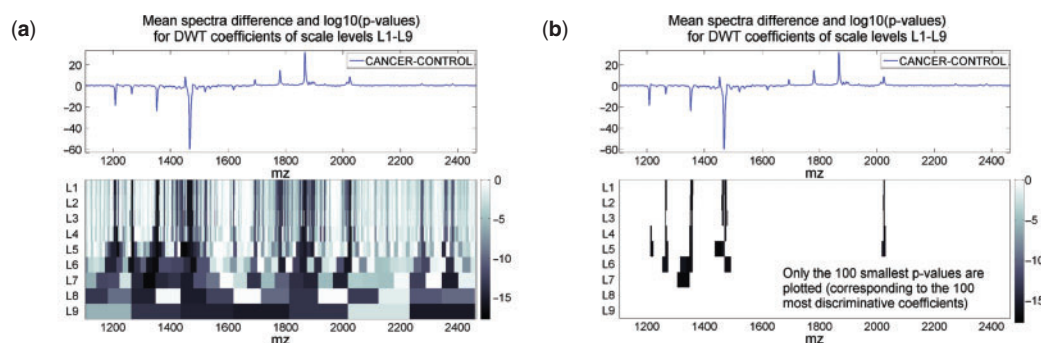 (a)
Mean spectra difference and log10(p-values)
for DWT coefficients of scale levels L1-L9
CANCER-CONTROL
20
0
−20
−40
−60
1200 1400 1600 1800 2000 2200 2400
mz
L1
L2
L3
L4
L5
L6
L7
L8
L9
0
−5
−10
−15
1200 1400 1600 1800 2000 2200 2400
mz
(b)
Mean spectra difference and log10(p-values)
for DWT coefficients of scale levels L1-L9
CANCER-CONTROL
20
0
−20
−40
−60
1200 1400 1600 1800 2000 2200 2400
mz
L1
L2
L3
L4
L5
L6
L7
L8
L9
Only the 100 smallest p-values are
plotted (corresponding to the 100
most discriminative coefficients)
0
−5
−10
−15
1200 1400 1600 1800 2000 2200 2400
mz